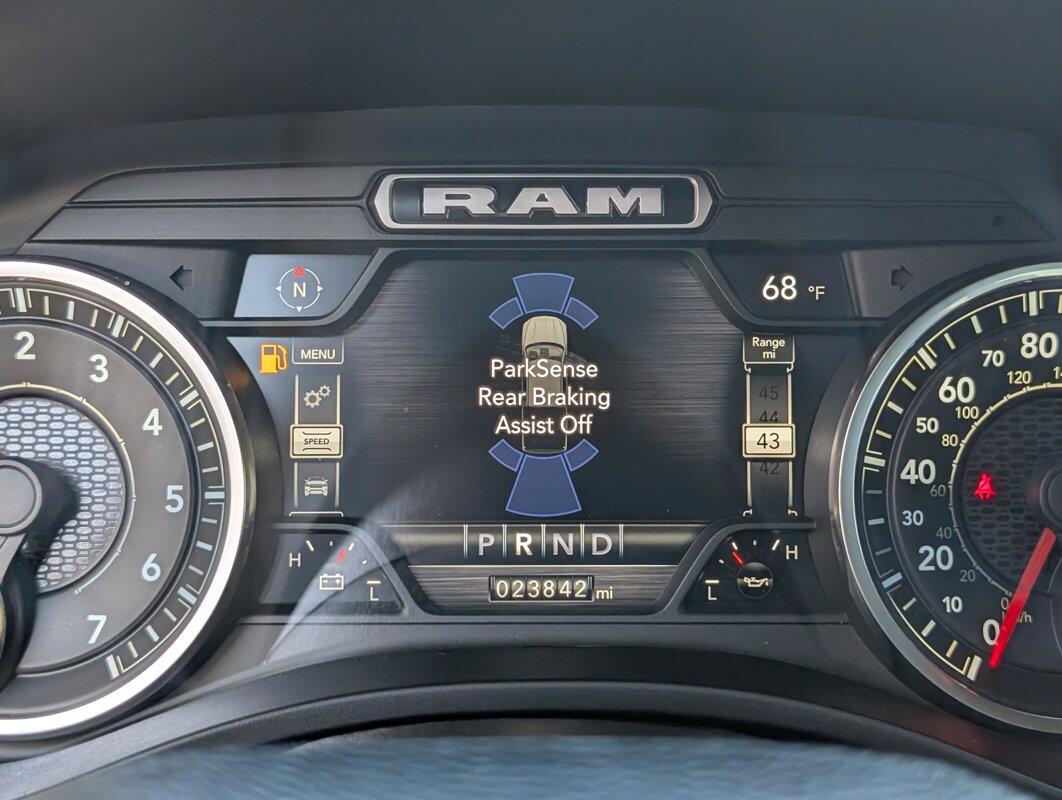 RAM
N
68 °F
MENU
Range
mi
SPEED
45
44
43
42
ParkSense
Rear Braking
Assist Off
P R N D
023842 mi
H
L
H
L
2
3
4
5
6
7
80
70
60
50
40
30
20
10
0
120
100
80
60
40
20
0